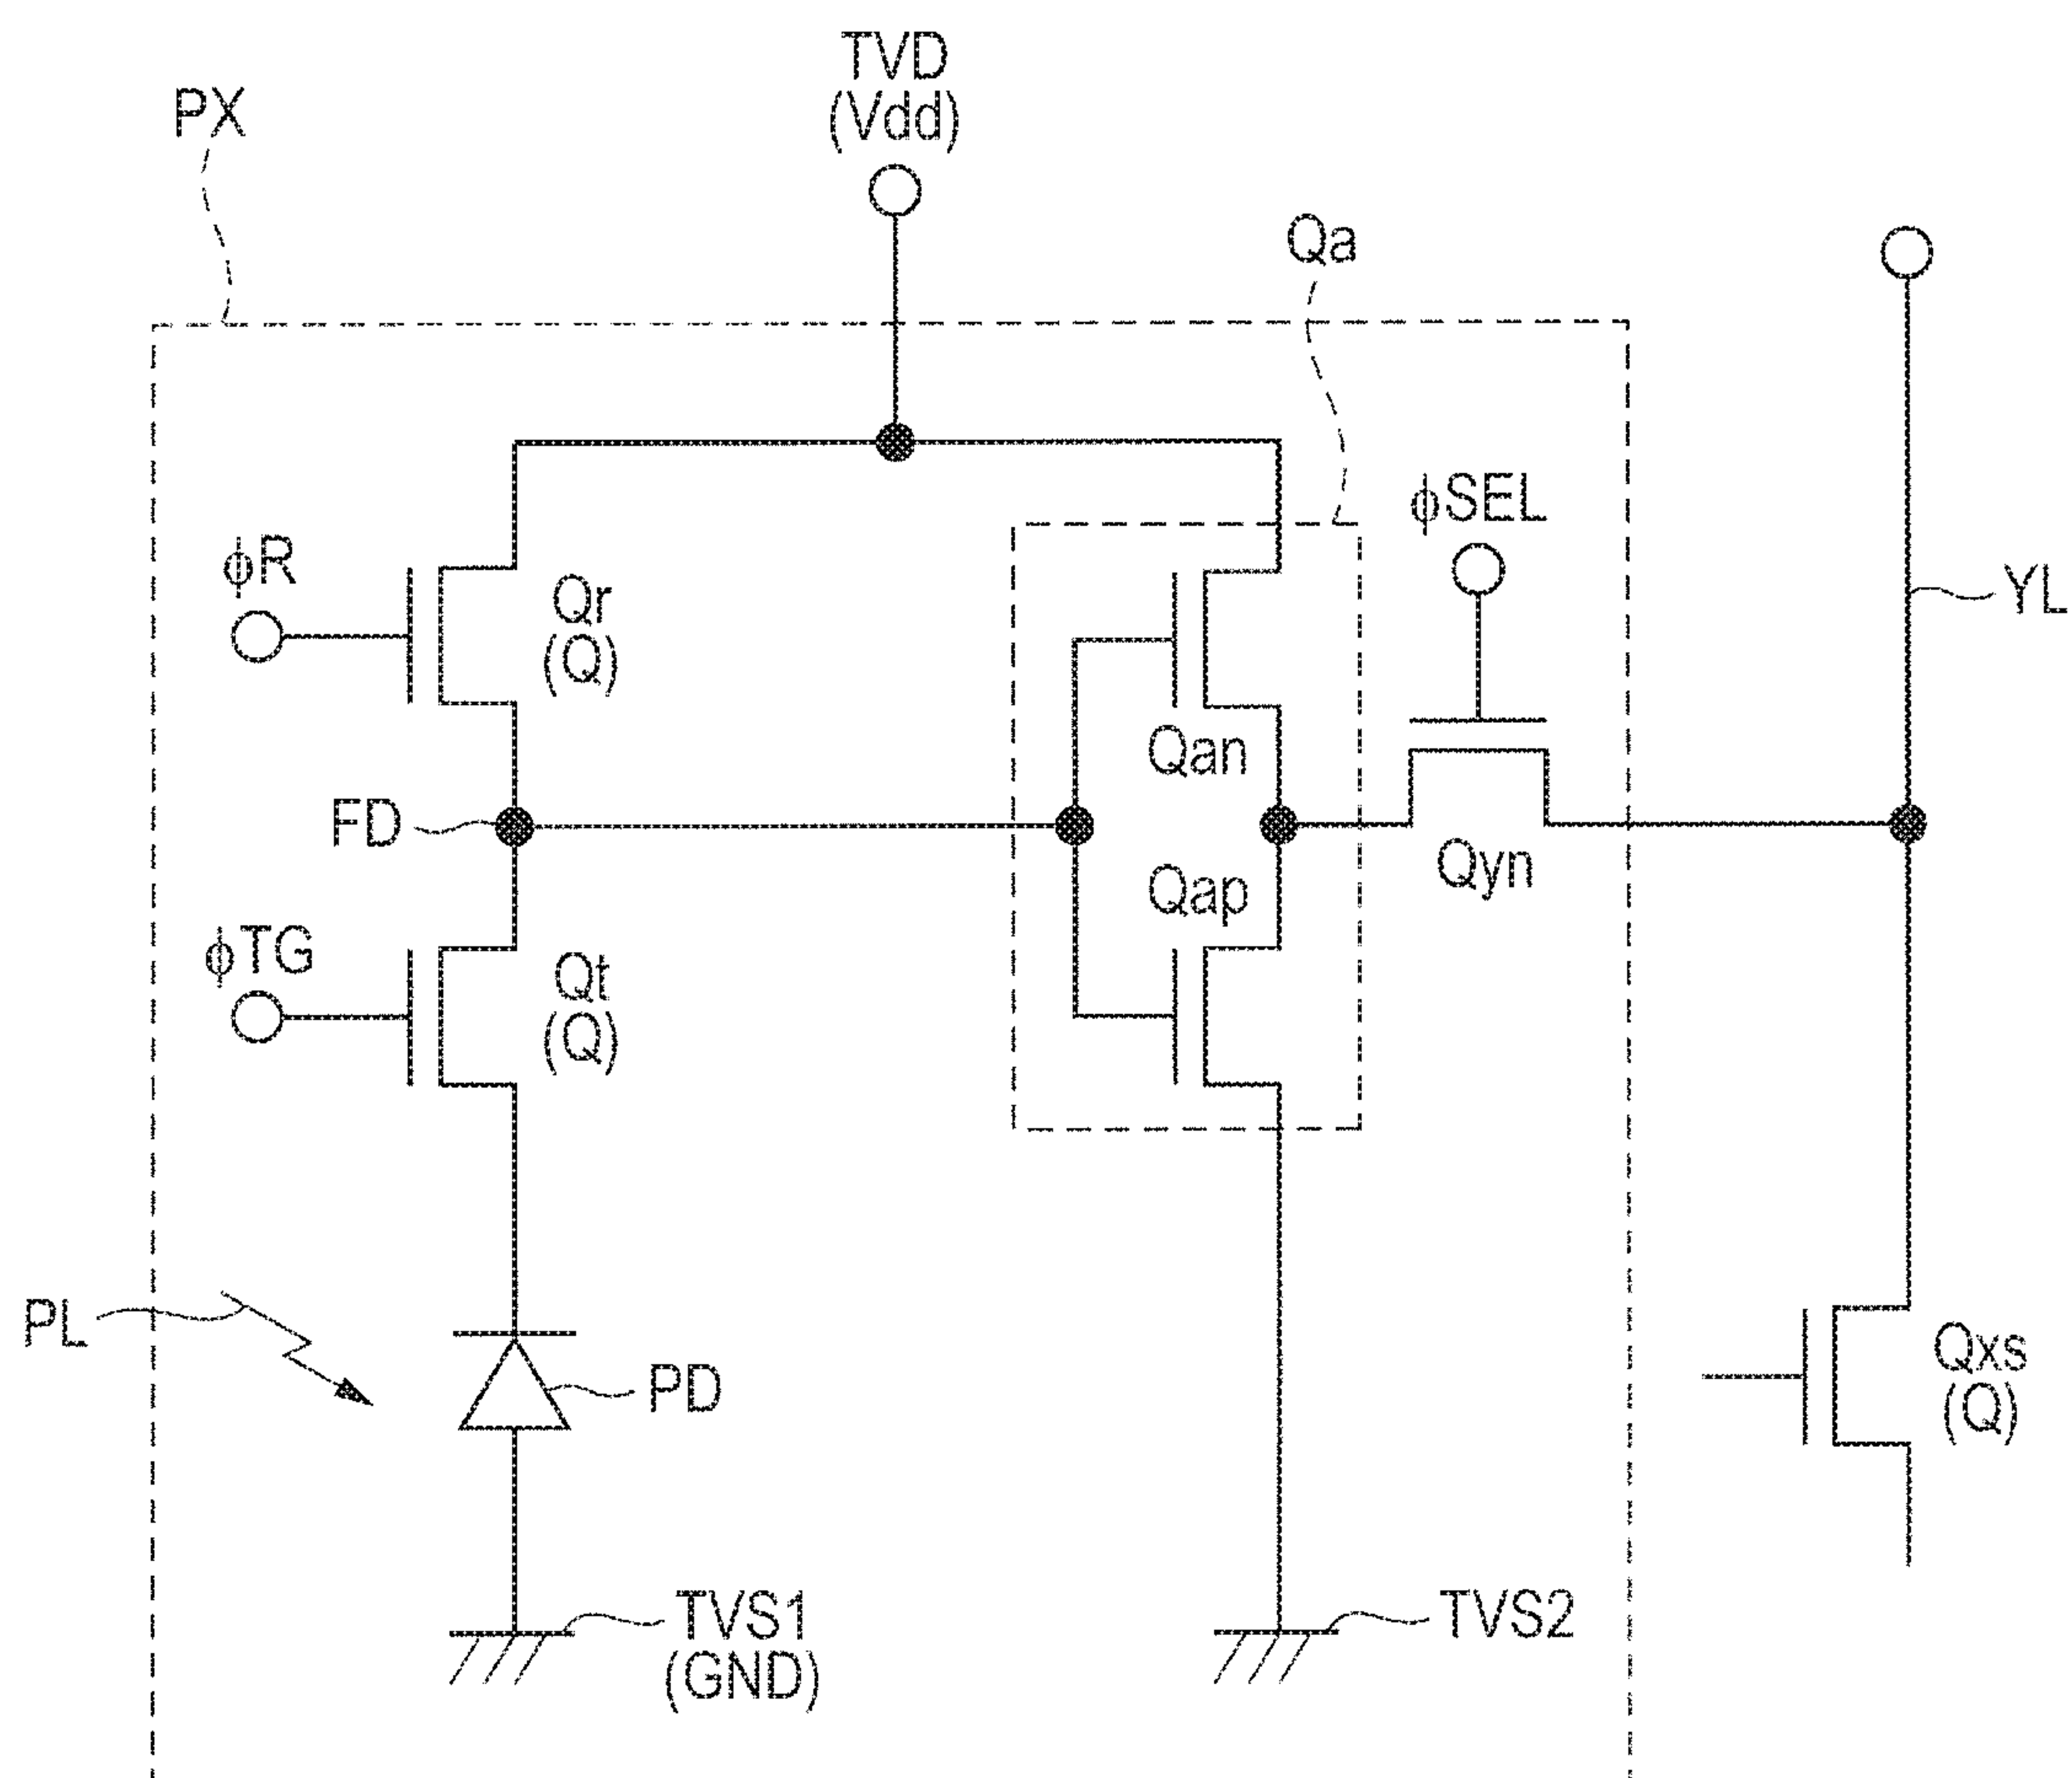 TVD
(Vdd)
PX
Qa
ϕSEL
ϕR
Qr
(Q)
YL
Qan
FD
Qyn
Qap
ϕTG
Qt
(Q)
PL
PD
Qxs
(Q)
TVS1
(GND)
TVS2